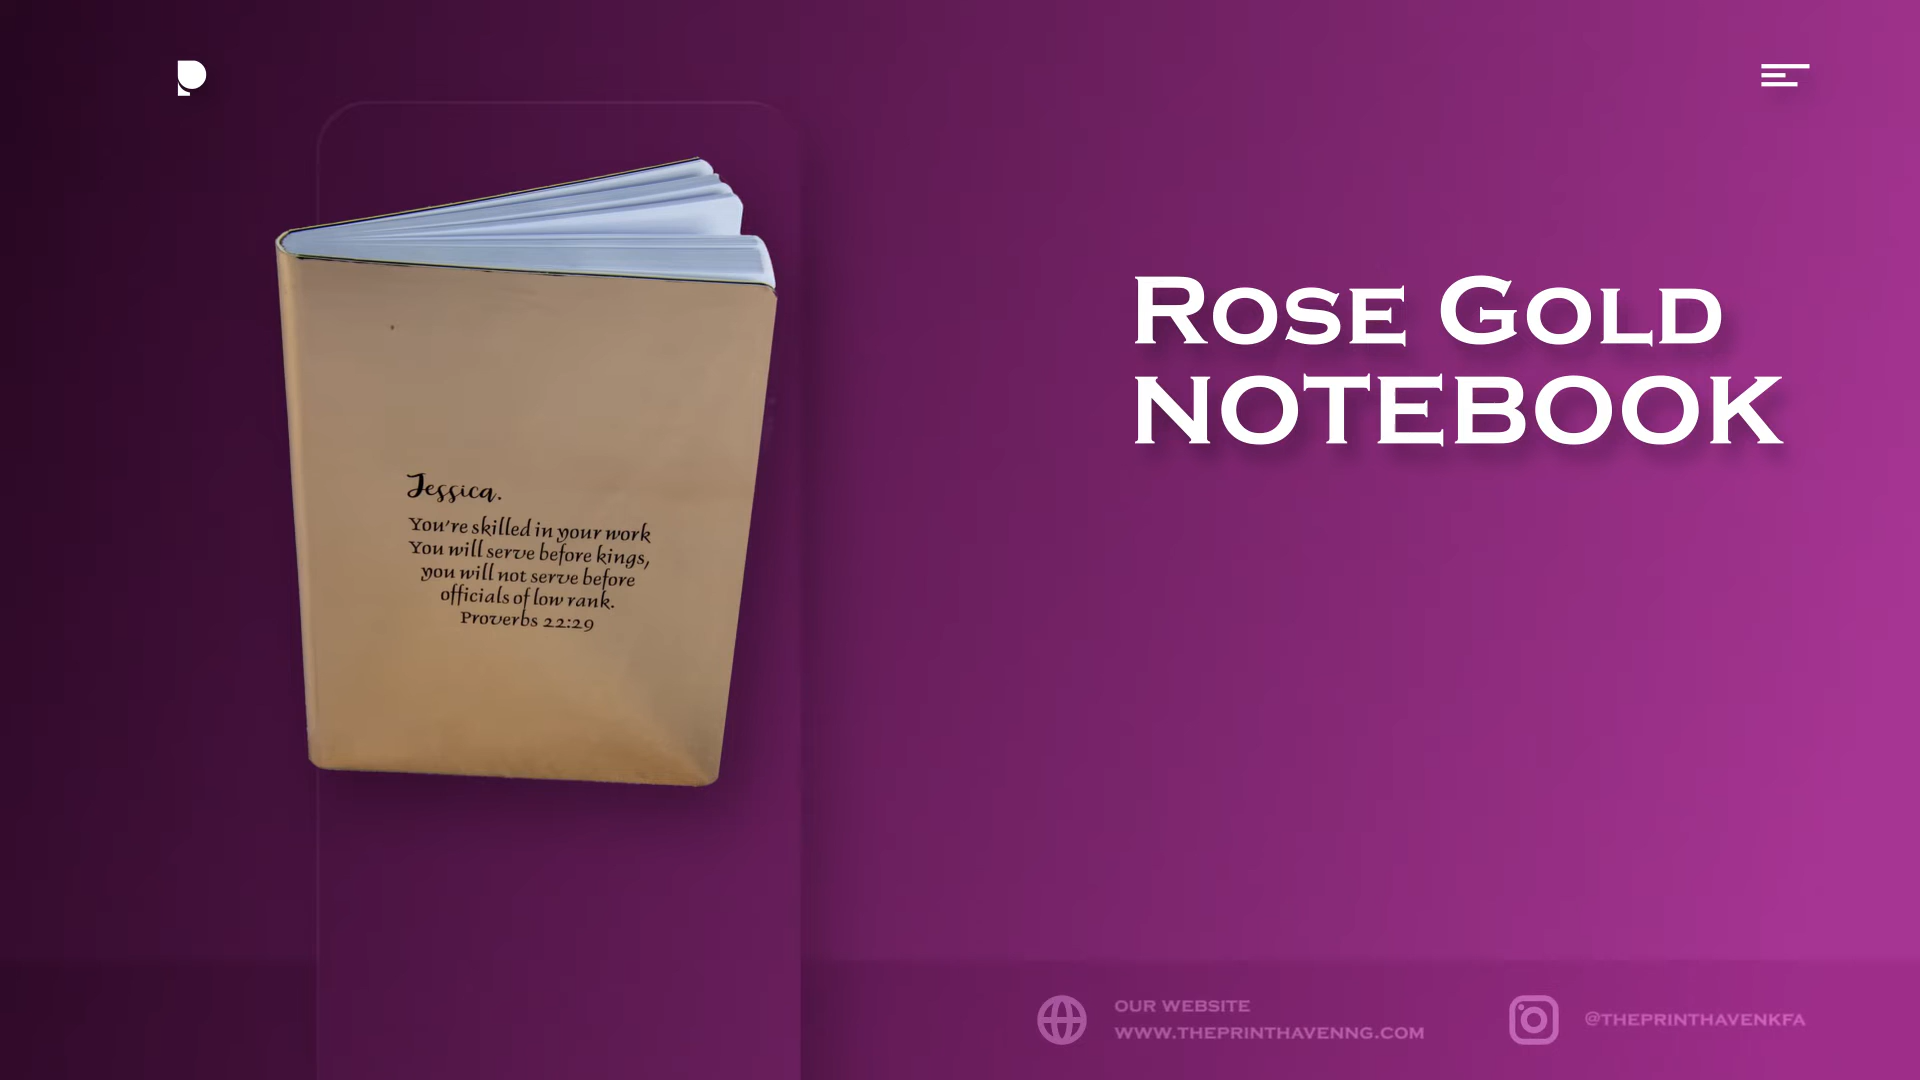 ROSE GOLD
NOTEBOOK
Jessica.
You're skilled in your work
You will serve before kings,
you will not serve before
officials of low rank.
Proverbs 22:29
OUR WEBSITE
WWW.THEPRINTHAVENNG.COM
@THEPRINTHAVENKFA